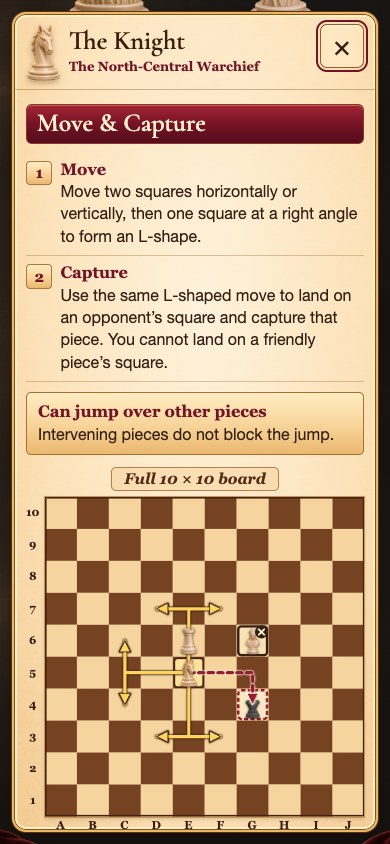 The Knight
The North-Central Warchief
×
Move & Capture
1
Move
Move two squares horizontally or
vertically, then one square at a right angle
to form an L-shape.
2
Capture
Use the same L-shaped move to land on
an opponent’s square and capture that
piece. You cannot land on a friendly
piece’s square.
Can jump over other pieces
Intervening pieces do not block the jump.
Full 10 × 10 board
10
9
8
7
6
5
4
3
2
1
A B C D E F G H I J